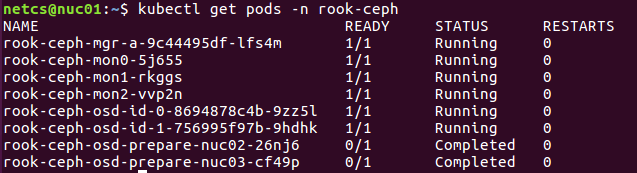 netcs@nuc01:~$ kubectl get pods -n rook-ceph
NAME READY STATUS RESTARTS
rook-ceph-mgr-a-9c44495df-lfs4m 1/1 Running 0
rook-ceph-mon0-5j655 1/1 Running 0
rook-ceph-mon1-rkggs 1/1 Running 0
rook-ceph-mon2-vvp2n 1/1 Running 0
rook-ceph-osd-id-0-8694878c4b-9zz5l 1/1 Running 0
rook-ceph-osd-id-1-756995f97b-9hdhk 1/1 Running 0
rook-ceph-osd-prepare-nuc02-26nj6 0/1 Completed 0
rook-ceph-osd-prepare-nuc03-cf49p 0/1 Completed 0